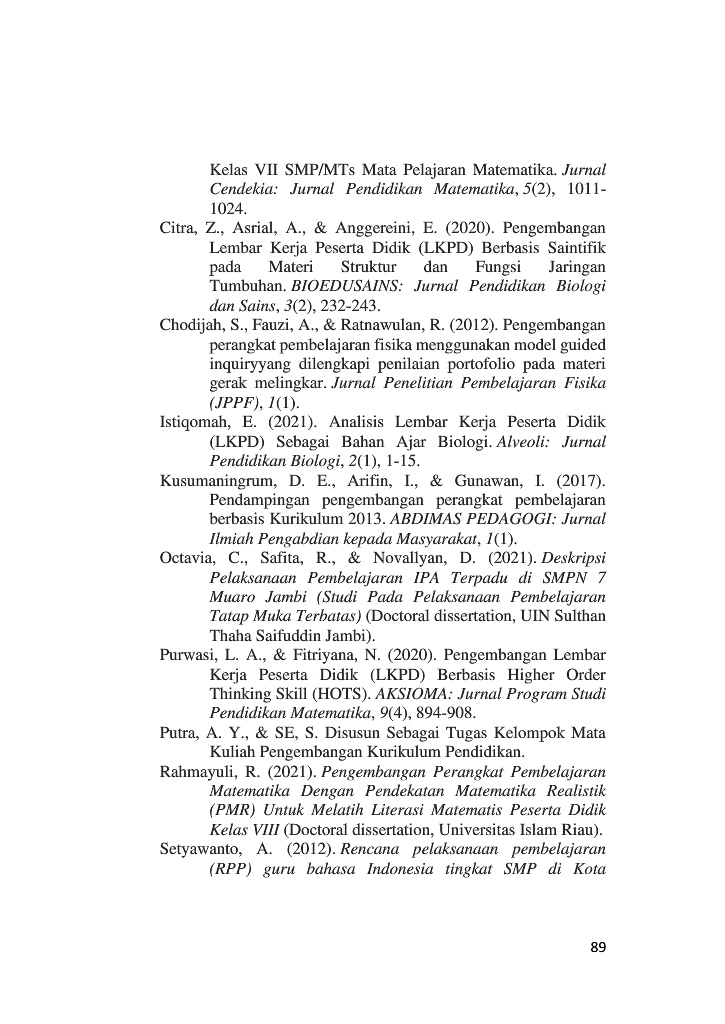 Kelas VII SMP/MTs Mata Pelajaran Matematika. Jurnal
Cendekia: Jurnal Pendidikan Matematika, 5(2), 1011-
1024.
Citra, Z., Asrial, A., & Anggereini, E. (2020). Pengembangan
Lembar Kerja Peserta Didik (LKPD) Berbasis Saintifik
pada Materi Struktur dan Fungsi Jaringan
Tumbuhan. BIOEDUSAINS: Jurnal Pendidikan Biologi
dan Sains, 3(2), 232-243.
Chodijah, S., Fauzi, A., & Ratnawulan, R. (2012). Pengembangan
perangkat pembelajaran fisika menggunakan model guided
inquiryyang dilengkapi penilaian portofolio pada materi
gerak melingkar. Jurnal Penelitian Pembelajaran Fisika
(JPPF), 1(1).
Istiqomah, E. (2021). Analisis Lembar Kerja Peserta Didik
(LKPD) Sebagai Bahan Ajar Biologi. Alveoli: Jurnal
Pendidikan Biologi, 2(1), 1-15.
Kusumaningrum, D. E., Arifin, I., & Gunawan, I. (2017).
Pendampingan pengembangan perangkat pembelajaran
berbasis Kurikulum 2013. ABDIMAS PEDAGOGI: Jurnal
Ilmiah Pengabdian kepada Masyarakat, 1(1).
Octavia, C., Safita, R., & Novallyan, D. (2021). Deskripsi
Pelaksanaan Pembelajaran IPA Terpadu di SMPN 7
Muaro Jambi (Studi Pada Pelaksanaan Pembelajaran
Tatap Muka Terbatas) (Doctoral dissertation, UIN Sulthan
Thaha Saifuddin Jambi).
Purwasi, L. A., & Fitriyana, N. (2020). Pengembangan Lembar
Kerja Peserta Didik (LKPD) Berbasis Higher Order
Thinking Skill (HOTS). AKSIOMA: Jurnal Program Studi
Pendidikan Matematika, 9(4), 894-908.
Putra, A. Y., & SE, S. Disusun Sebagai Tugas Kelompok Mata
Kuliah Pengembangan Kurikulum Pendidikan.
Rahmayuli, R. (2021). Pengembangan Perangkat Pembelajaran
Matematika Dengan Pendekatan Matematika Realistik
(PMR) Untuk Melatih Literasi Matematis Peserta Didik
Kelas VIII (Doctoral dissertation, Universitas Islam Riau).
Setyawanto, A. (2012). Rencana pelaksanaan pembelajaran
(RPP) guru bahasa Indonesia tingkat SMP di Kota
89